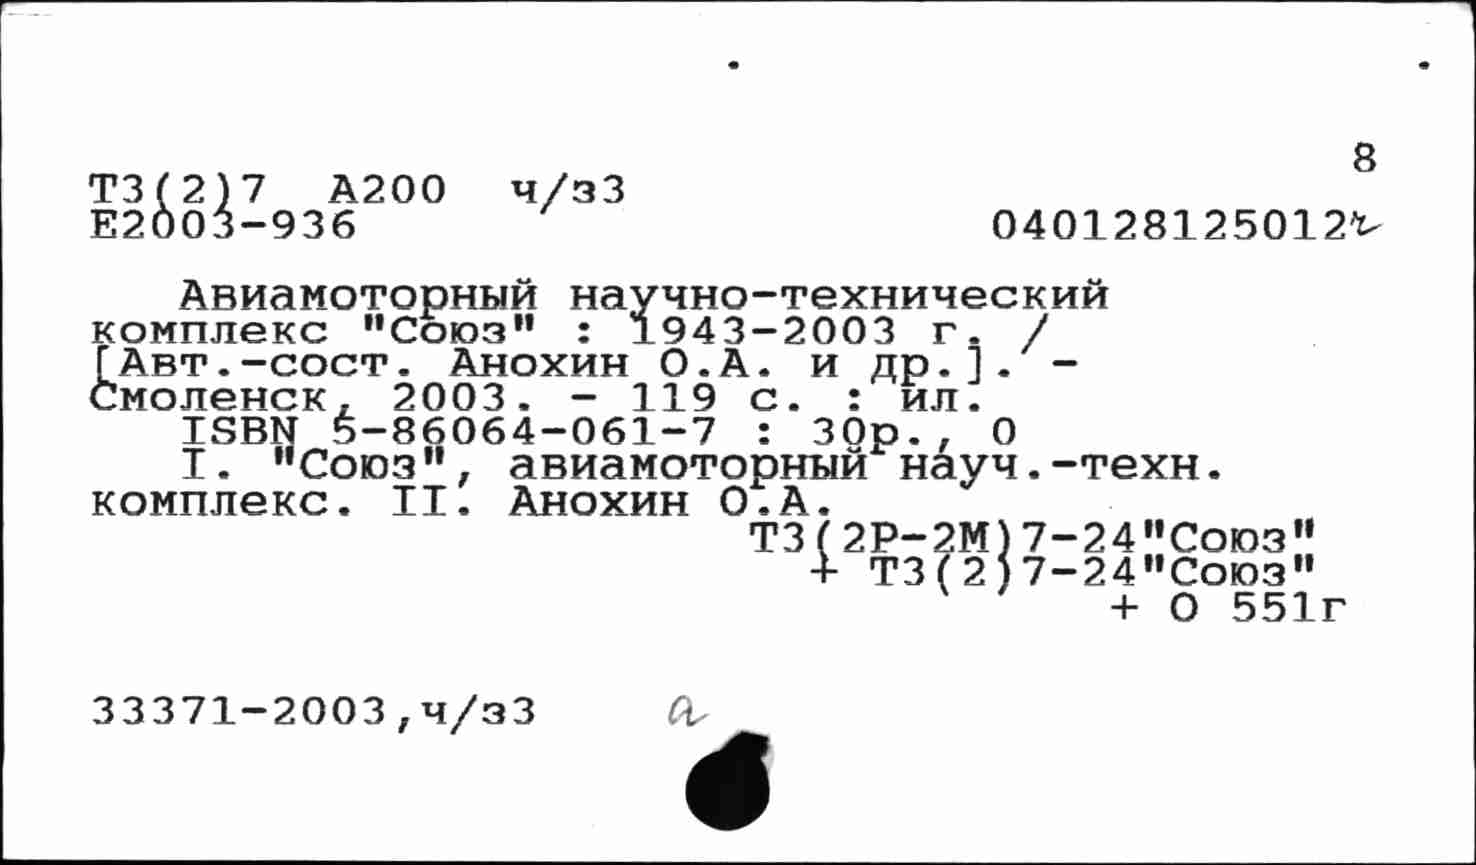 8
Т3(2)7 А200 ч/з3
Е2003-936 040128125012г
Авиамоторный научно-технический
комплекс "Союз" : 1943-2003 г. /
[Авт.-сост. Анохин О.А. и др.]. -
Смоленск, 2003. - 119 с. : ил.
ISBN 5-86064-061-7 : 30р., 0
I. "Союз", авиамоторный науч.-техн.
комплекс. II. Анохин О.А.
Т3(2Р-2М)7-24"Союз"
+ Т3(2)7-24"Союз"
+ О 551г
33371-2003,ч/з3 а